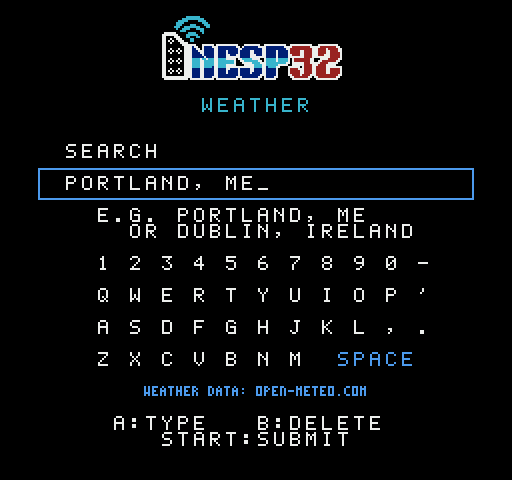 NESP32
WEATHER
SEARCH
PORTLAND, ME_
E.G. PORTLAND, ME
OR DUBLIN, IRELAND
1 2 3 4 5 6 7 8 9 0 -
Q W E R T Y U I O P '
A S D F G H J K L , .
Z X C V B N M SPACE
WEATHER DATA: OPEN-METEO.COM
A:TYPE B:DELETE
START:SUBMIT